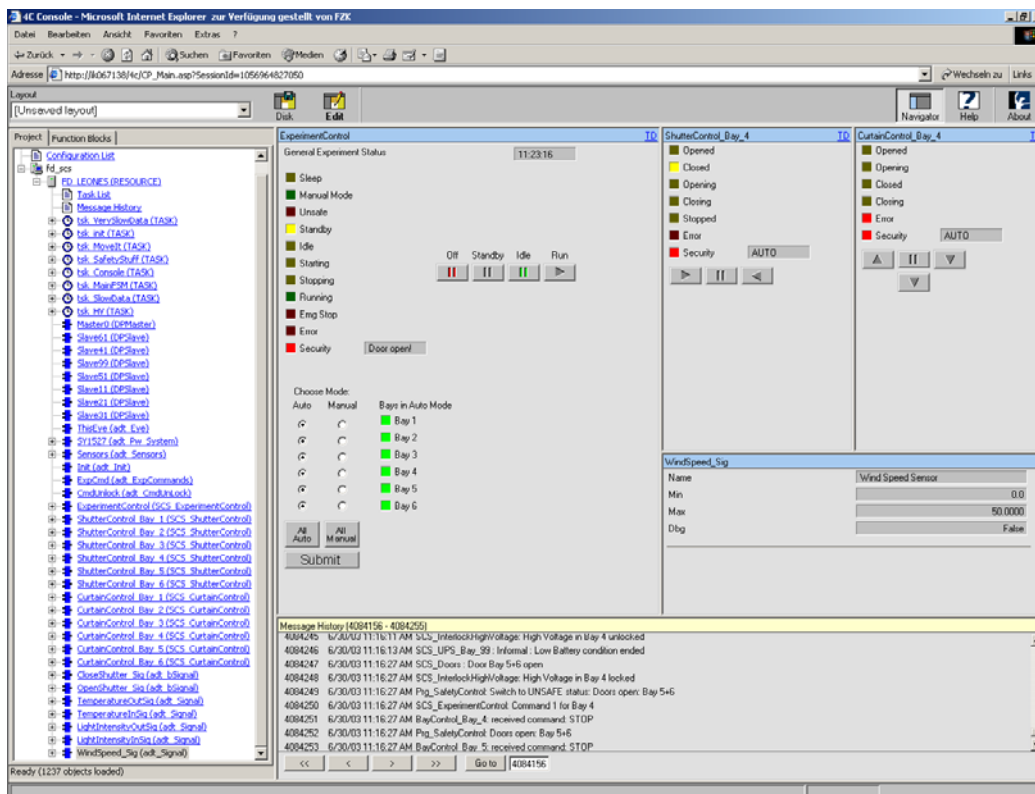 4C Console - Microsoft Internet Explorer zur Verfügung gestellt von FZK
Datei Bearbeiten Ansicht Favoriten Extras ?
Zurück Suchen Favoriten Medien
Adresse http://ik067138/4c/CP_Main.asp?SessionId=1056964827050 Wechseln zu Links
Layout
[Unsaved layout]
Disk Edit Navigator Help About
Project Function Blocks
Configuration List
fd_scs
FD_LEONES (RESOURCE)
Task List
Message History
tsk_VerySlowData (TASK)
tsk_init (TASK)
tsk_MoveIt (TASK)
tsk_SafetyStuff (TASK)
tsk_Console (TASK)
tsk_MainFSM (TASK)
tsk_SlowData (TASK)
tsk_HV (TASK)
Master0 (DPMaster)
Slave61 (DPSlave)
Slave41 (DPSlave)
Slave99 (DPSlave)
Slave51 (DPSlave)
Slave11 (DPSlave)
Slave21 (DPSlave)
Slave31 (DPSlave)
ThisEye (adt_Eye)
SY1527 (adt_Pw_System)
Sensors (adt_Sensors)
Init (adt_Init)
ExpCmd (adt_ExpCommands)
CmdUnlock (adt_CmdUnLock)
ExperimentControl (SCS_ExperimentControl)
ShutterControl_Bay_1 (SCS_ShutterControl)
ShutterControl_Bay_2 (SCS_ShutterControl)
ShutterControl_Bay_3 (SCS_ShutterControl)
ShutterControl_Bay_4 (SCS_ShutterControl)
ShutterControl_Bay_5 (SCS_ShutterControl)
ShutterControl_Bay_6 (SCS_ShutterControl)
CurtainControl_Bay_1 (SCS_CurtainControl)
CurtainControl_Bay_2 (SCS_CurtainControl)
CurtainControl_Bay_3 (SCS_CurtainControl)
CurtainControl_Bay_4 (SCS_CurtainControl)
CurtainControl_Bay_5 (SCS_CurtainControl)
CurtainControl_Bay_6 (SCS_CurtainControl)
CloseShutter_Sig (adt_bSignal)
OpenShutter_Sig (adt_bSignal)
TemperatureOutSig (adt_Signal)
TemperatureInSig (adt_Signal)
LightIntensityOutSig (adt_Signal)
LightIntensityInSig (adt_Signal)
WindSpeed_Sig (adt_Signal)
Ready (1237 objects loaded)
ExperimentControl ID
General Experiment Status 11:23:16
Sleep
Manual Mode
Unsafe
Standby
Idle
Starting
Stopping
Running
Emg Stop
Error
Security Door open!
Off Standby Idle Run
Choose Mode:
Auto Manual Bays in Auto Mode
Bay 1
Bay 2
Bay 3
Bay 4
Bay 5
Bay 6
All Auto All Manual
Submit
ShutterControl_Bay_4 ID
Opened
Closed
Opening
Closing
Stopped
Error
Security AUTO
CurtainControl_Bay_4
Opened
Opening
Closed
Closing
Error
Security AUTO
WindSpeed_Sig
Name Wind Speed Sensor
Min 0.0
Max 50.0000
Dbg False
Message History (4084156 - 4084255)
4084245 6/30/03 11:16:11 AM SCS_InterlockHighVoltage: High Voltage in Bay 4 unlocked
4084246 6/30/03 11:16:13 AM SCS_UPS_Bay_99 : Informal : Low Battery condition ended
4084247 6/30/03 11:16:27 AM SCS_Doors : Door Bay 5+6 open
4084248 6/30/03 11:16:27 AM SCS_InterlockHighVoltage: High Voltage in Bay 4 locked
4084249 6/30/03 11:16:27 AM Prg_SafetyControl: Switch to UNSAFE status: Doors open: Bay 5+6
4084250 6/30/03 11:16:27 AM SCS_ExperimentControl: Command 1 for Bay 4
4084251 6/30/03 11:16:27 AM BayControl_Bay_4: received command: STOP
4084252 6/30/03 11:16:27 AM Prg_SafetyControl: Doors open: Bay 5+6
4084253 6/30/03 11:16:27 AM BayControl_Bay_5: received command: STOP
<< < > >> Go to 4084156